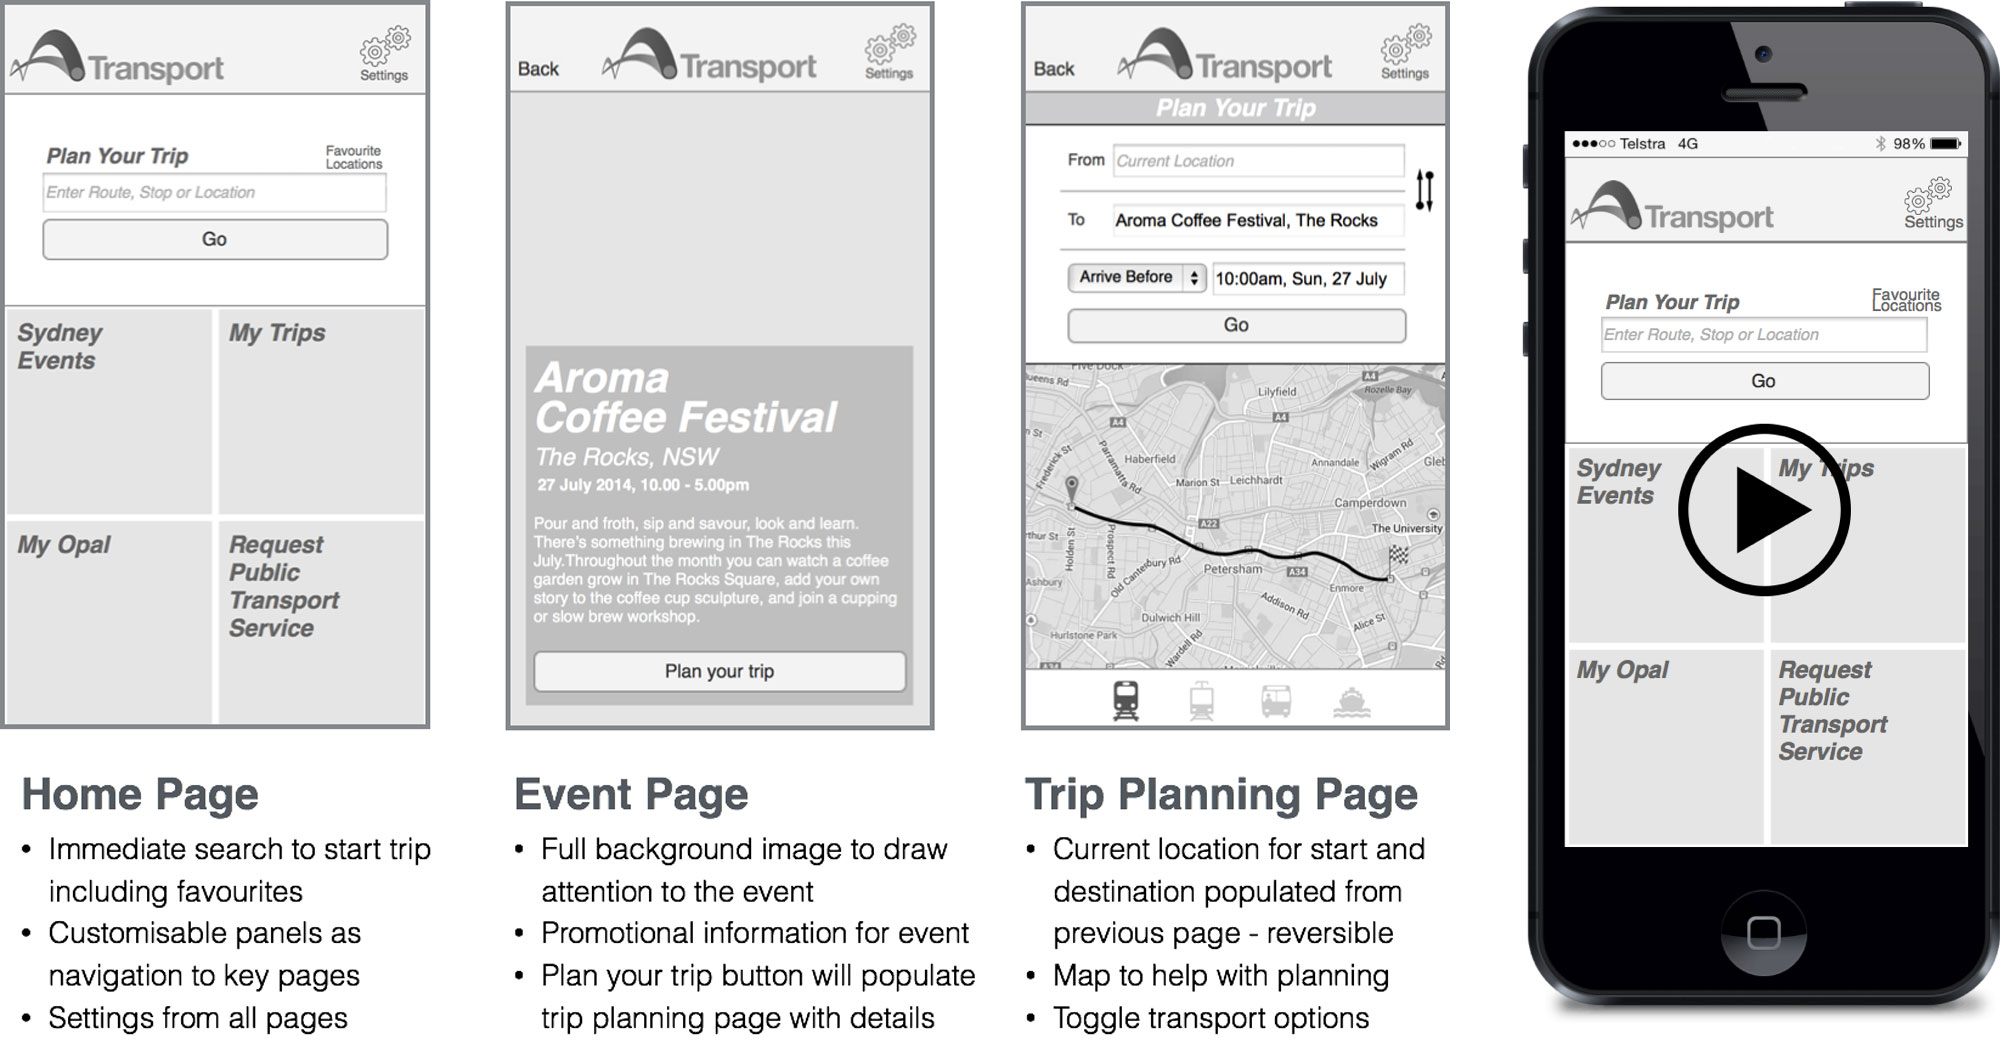 Transport
Settings
Plan Your Trip
Favourite
Locations
Enter Route, Stop or Location
Go
Sydney
Events
My Trips
My Opal
Request
Public
Transport
Service
Home Page
• Immediate search to start trip
including favourites
• Customisable panels as
navigation to key pages
• Settings from all pages
Back
Transport
Settings
Aroma
Coffee Festival
The Rocks, NSW
27 July 2014, 10.00 - 5.00pm
Pour and froth, sip and savour, look and learn.
There's something brewing in The Rocks this
July.Throughout the month you can watch a coffee
garden grow in The Rocks Square, add your own
story to the coffee cup sculpture, and join a cupping
or slow brew workshop.
Plan your trip
Event Page
• Full background image to draw
attention to the event
• Promotional information for event
• Plan your trip button will populate
trip planning page with details
Back
Transport
Settings
Plan Your Trip
From
Current Location
To
Aroma Coffee Festival, The Rocks
Arrive Before
10:00am, Sun, 27 July
Go
Five Dock
ueens Rd
A4
Lilyfield
Rozelle Bay
A4
A4
n St
Frederick St
Parramatta Rd
Haberfield
Annandale
Wigram Rd
Gleb
Marion St
Leichhardt
Camperdown
A22
The University
rthur St
Holden St
Prospect Rd
Old Canterbury Rd
Petersham
A34
Ashbury
Enmore
Addison Rd
Dulwich Hill
Alice St
Hurlstone Park
Wardell Rd
A34
Rd
Trip Planning Page
• Current location for start and
destination populated from
previous page - reversible
• Map to help with planning
• Toggle transport options
Telstra 4G
98%
Transport
Settings
Plan Your Trip
Favourite
Locations
Enter Route, Stop or Location
Go
Sydney
Events
My Trips
My Opal
Request
Public
Transport
Service